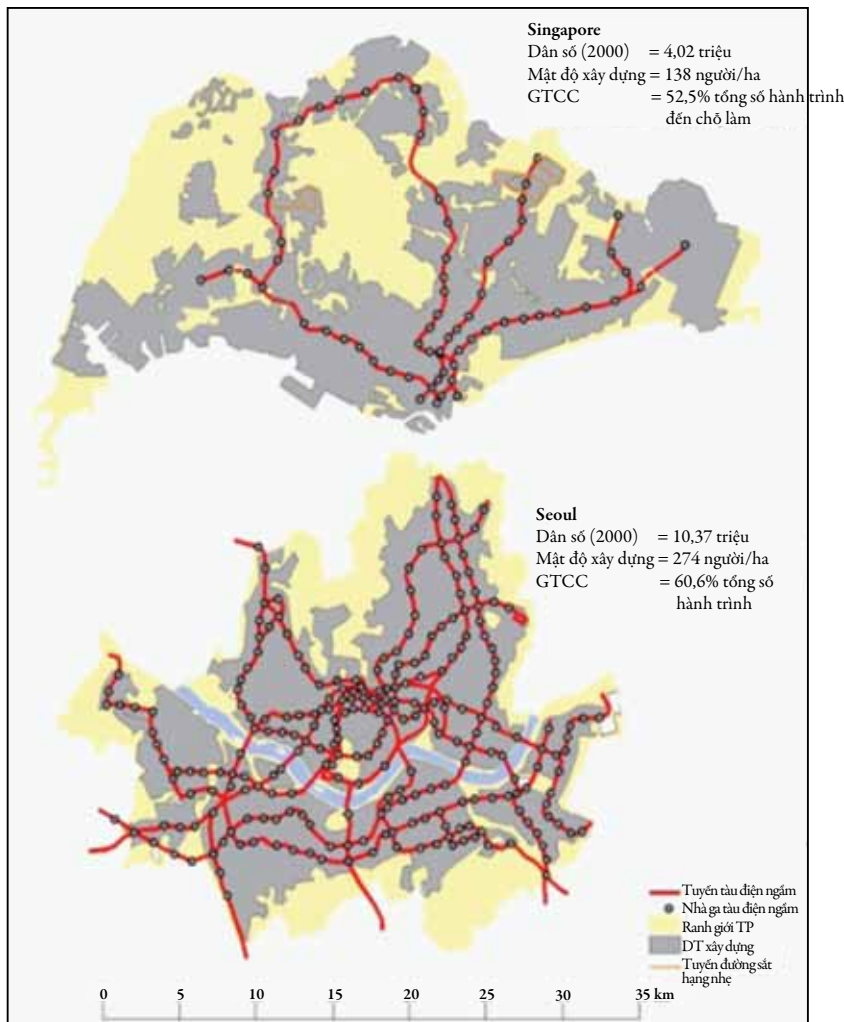 Singapore
Dân số (2000) = 4,02 triệu
Mật độ xây dựng = 138 người/ha
GTCC = 52,5% tổng số hành trình
đến chỗ làm
Seoul
Dân số (2000) = 10,37 triệu
Mật độ xây dựng = 274 người/ha
GTCC = 60,6% tổng số
hành trình
Tuyến tàu điện ngầm
Nhà ga tàu điện ngầm
Ranh giới TP
DT xây dựng
Tuyến đường sắt
hạng nhẹ
0 5 10 15 20 25 30 35 km